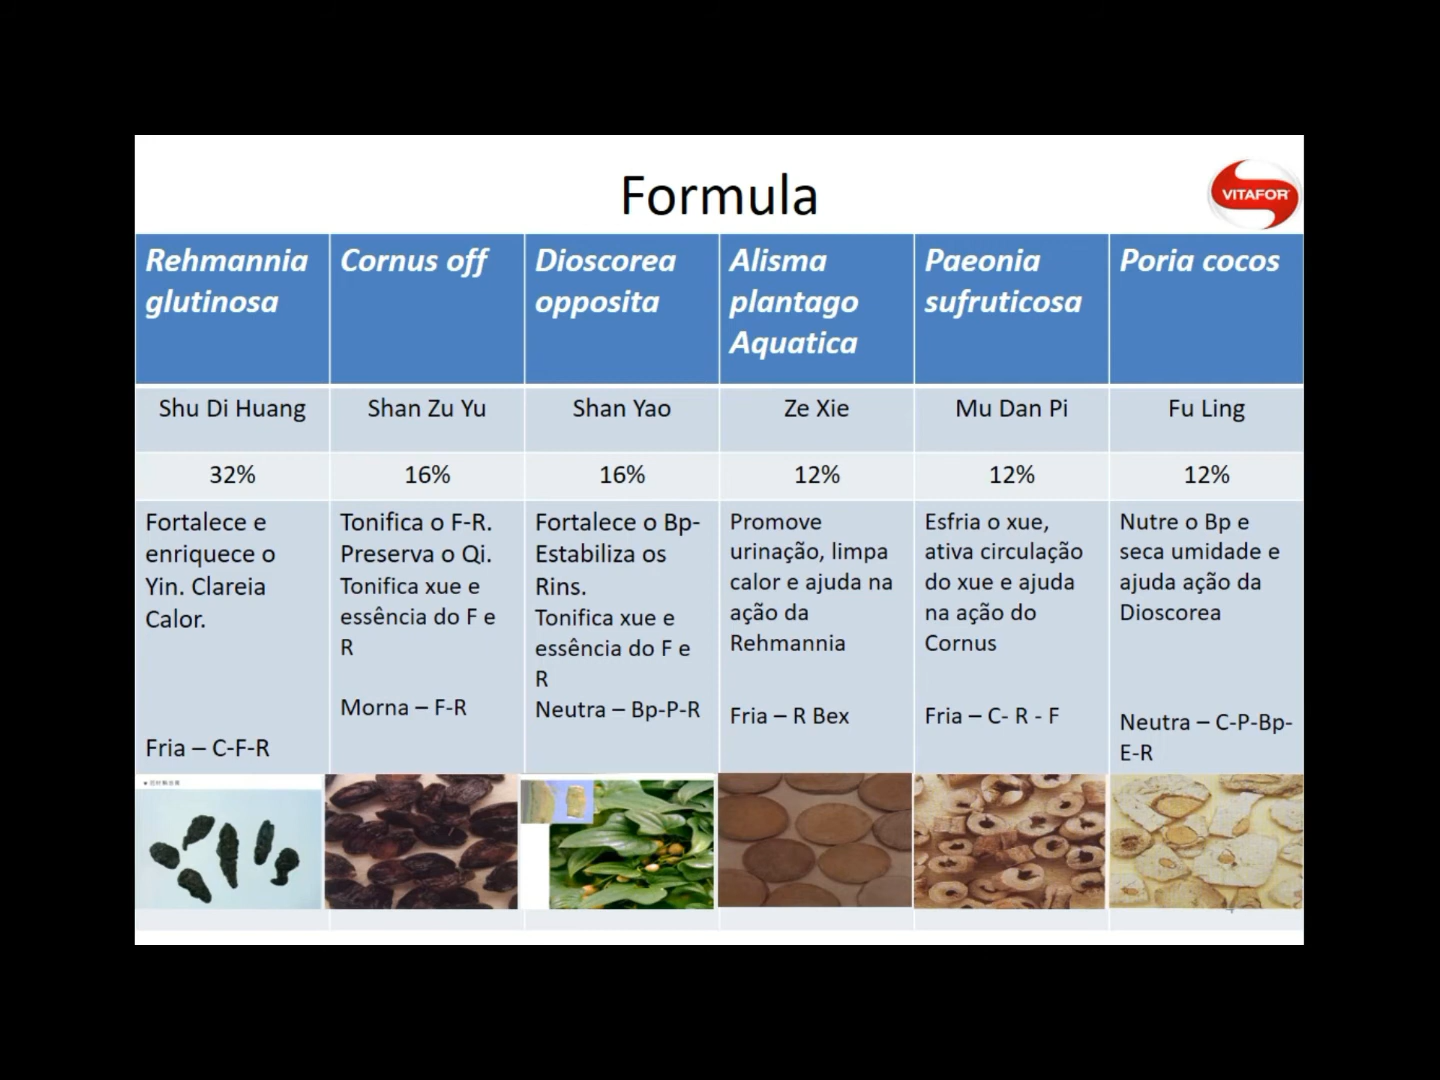 Formula
VITAFOR
Rehmannia
glutinosa
Cornus off
Dioscorea
opposita
Alisma
plantago
Aquatica
Paeonia
sufruticosa
Poria cocos
Shu Di Huang
Shan Zu Yu
Shan Yao
Ze Xie
Mu Dan Pi
Fu Ling
32%
16%
16%
12%
12%
12%
Fortalece e
enriquece o
Yin. Clareia
Calor.
Fria – C-F-R
Tonifica o F-R.
Preserva o Qi.
Tonifica xue e
essência do F e
R
Morna – F-R
Fortalece o Bp-
Estabiliza os
Rins.
Tonifica xue e
essência do F e
R
Neutra – Bp-P-R
Promove
urinação, limpa
calor e ajuda na
ação da
Rehmannia
Fria – R Bex
Esfria o xue,
ativa circulação
do xue e ajuda
na ação do
Cornus
Fria – C- R - F
Nutre o Bp e
seca umidade e
ajuda ação da
Dioscorea
Neutra – C-P-Bp-
E-R